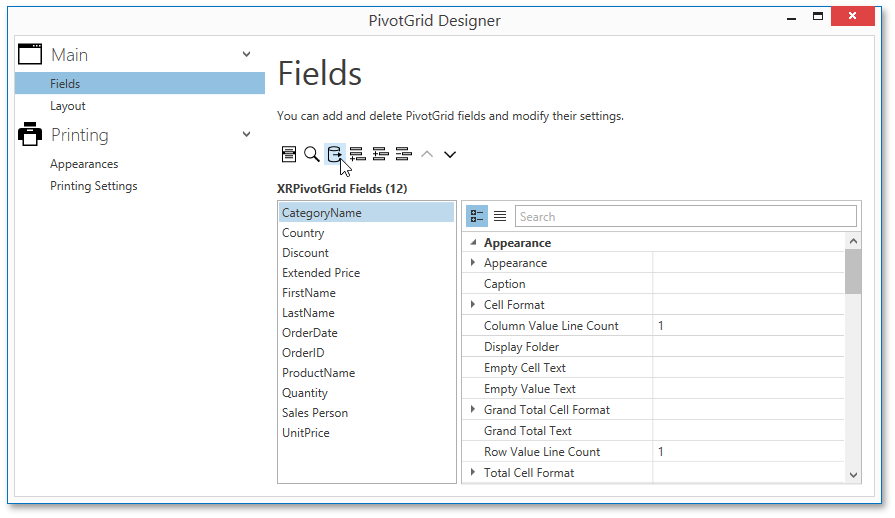 PivotGrid Designer
Main
Fields
Layout
Printing
Appearances
Printing Settings
Fields
You can add and delete PivotGrid fields and modify their settings.
XRPivotGrid Fields (12)
CategoryName
Country
Discount
Extended Price
FirstName
LastName
OrderDate
OrderID
ProductName
Quantity
Sales Person
UnitPrice
Search
Appearance
Appearance
Caption
Cell Format
Column Value Line Count 1
Display Folder
Empty Cell Text
Empty Value Text
Grand Total Cell Format
Grand Total Text
Row Value Line Count 1
Total Cell Format